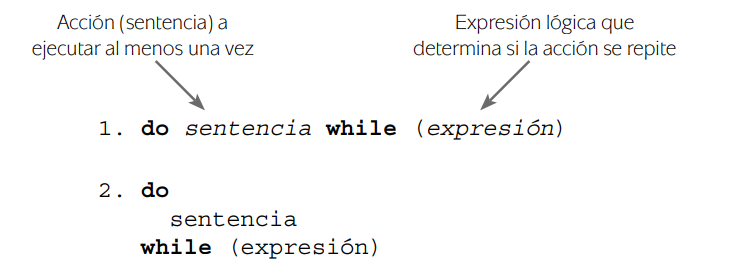 Acción (sentencia) a
ejecutar al menos una vez
Expresión lógica que
determina si la acción se repite
1. do sentencia while (expresión)
2. do
sentencia
while (expresión)